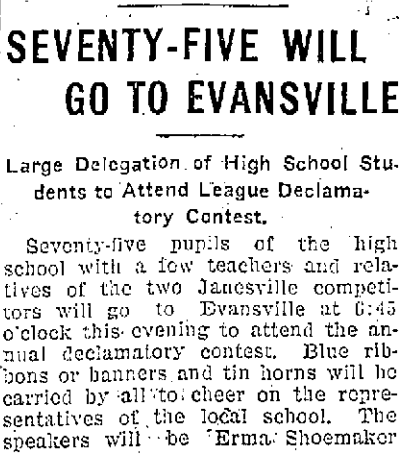 SEVENTY-FIVE WILL
GO TO EVANSVILLE
Large Delegation of High School Stu-
dents to Attend League Declama-
tory Contest.
Seventy-five pupils of the high
school with a few teachers and rela-
tives of the two Janesville competi-
tors will go to Evansville at 6:45
o'clock this evening to attend the an-
nual declamatory contest. Blue rib-
bons or banners and tin horns will be
carried by all to cheer on the repre-
sentatives of the local school. The
speakers will be Erma Shoemaker